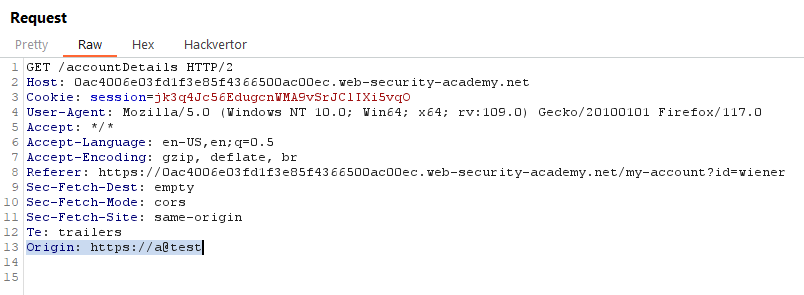 Request
Pretty Raw Hex Hackvertor
1 GET /accountDetails HTTP/2
2 Host: 0ac4006e03fd1f3e85f4366500ac00ec.web-security-academy.net
3 Cookie: session=jk3q4Jc56EdugcnWMA9vSrJClIXi5vqO
4 User-Agent: Mozilla/5.0 (Windows NT 10.0; Win64; x64; rv:109.0) Gecko/20100101 Firefox/117.0
5 Accept: */*
6 Accept-Language: en-US,en;q=0.5
7 Accept-Encoding: gzip, deflate, br
8 Referer: https://0ac4006e03fd1f3e85f4366500ac00ec.web-security-academy.net/my-account?id=wiener
9 Sec-Fetch-Dest: empty
10 Sec-Fetch-Mode: cors
11 Sec-Fetch-Site: same-origin
12 Te: trailers
13 Origin: https://a@test
14
15